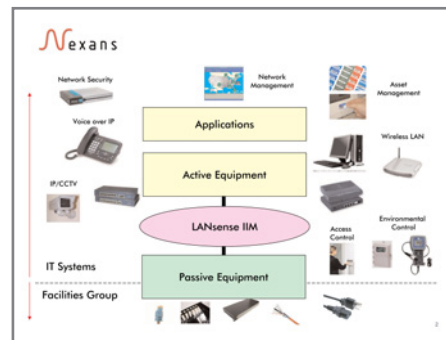 Nexans
Network Security
Network
Management
Asset
Management
Voice over IP
Applications
Wireless LAN
IP/CCTV
Active Equipment
LANsense IIM
Access
Control
Environmental
Control
IT Systems
Passive Equipment
Facilities Group